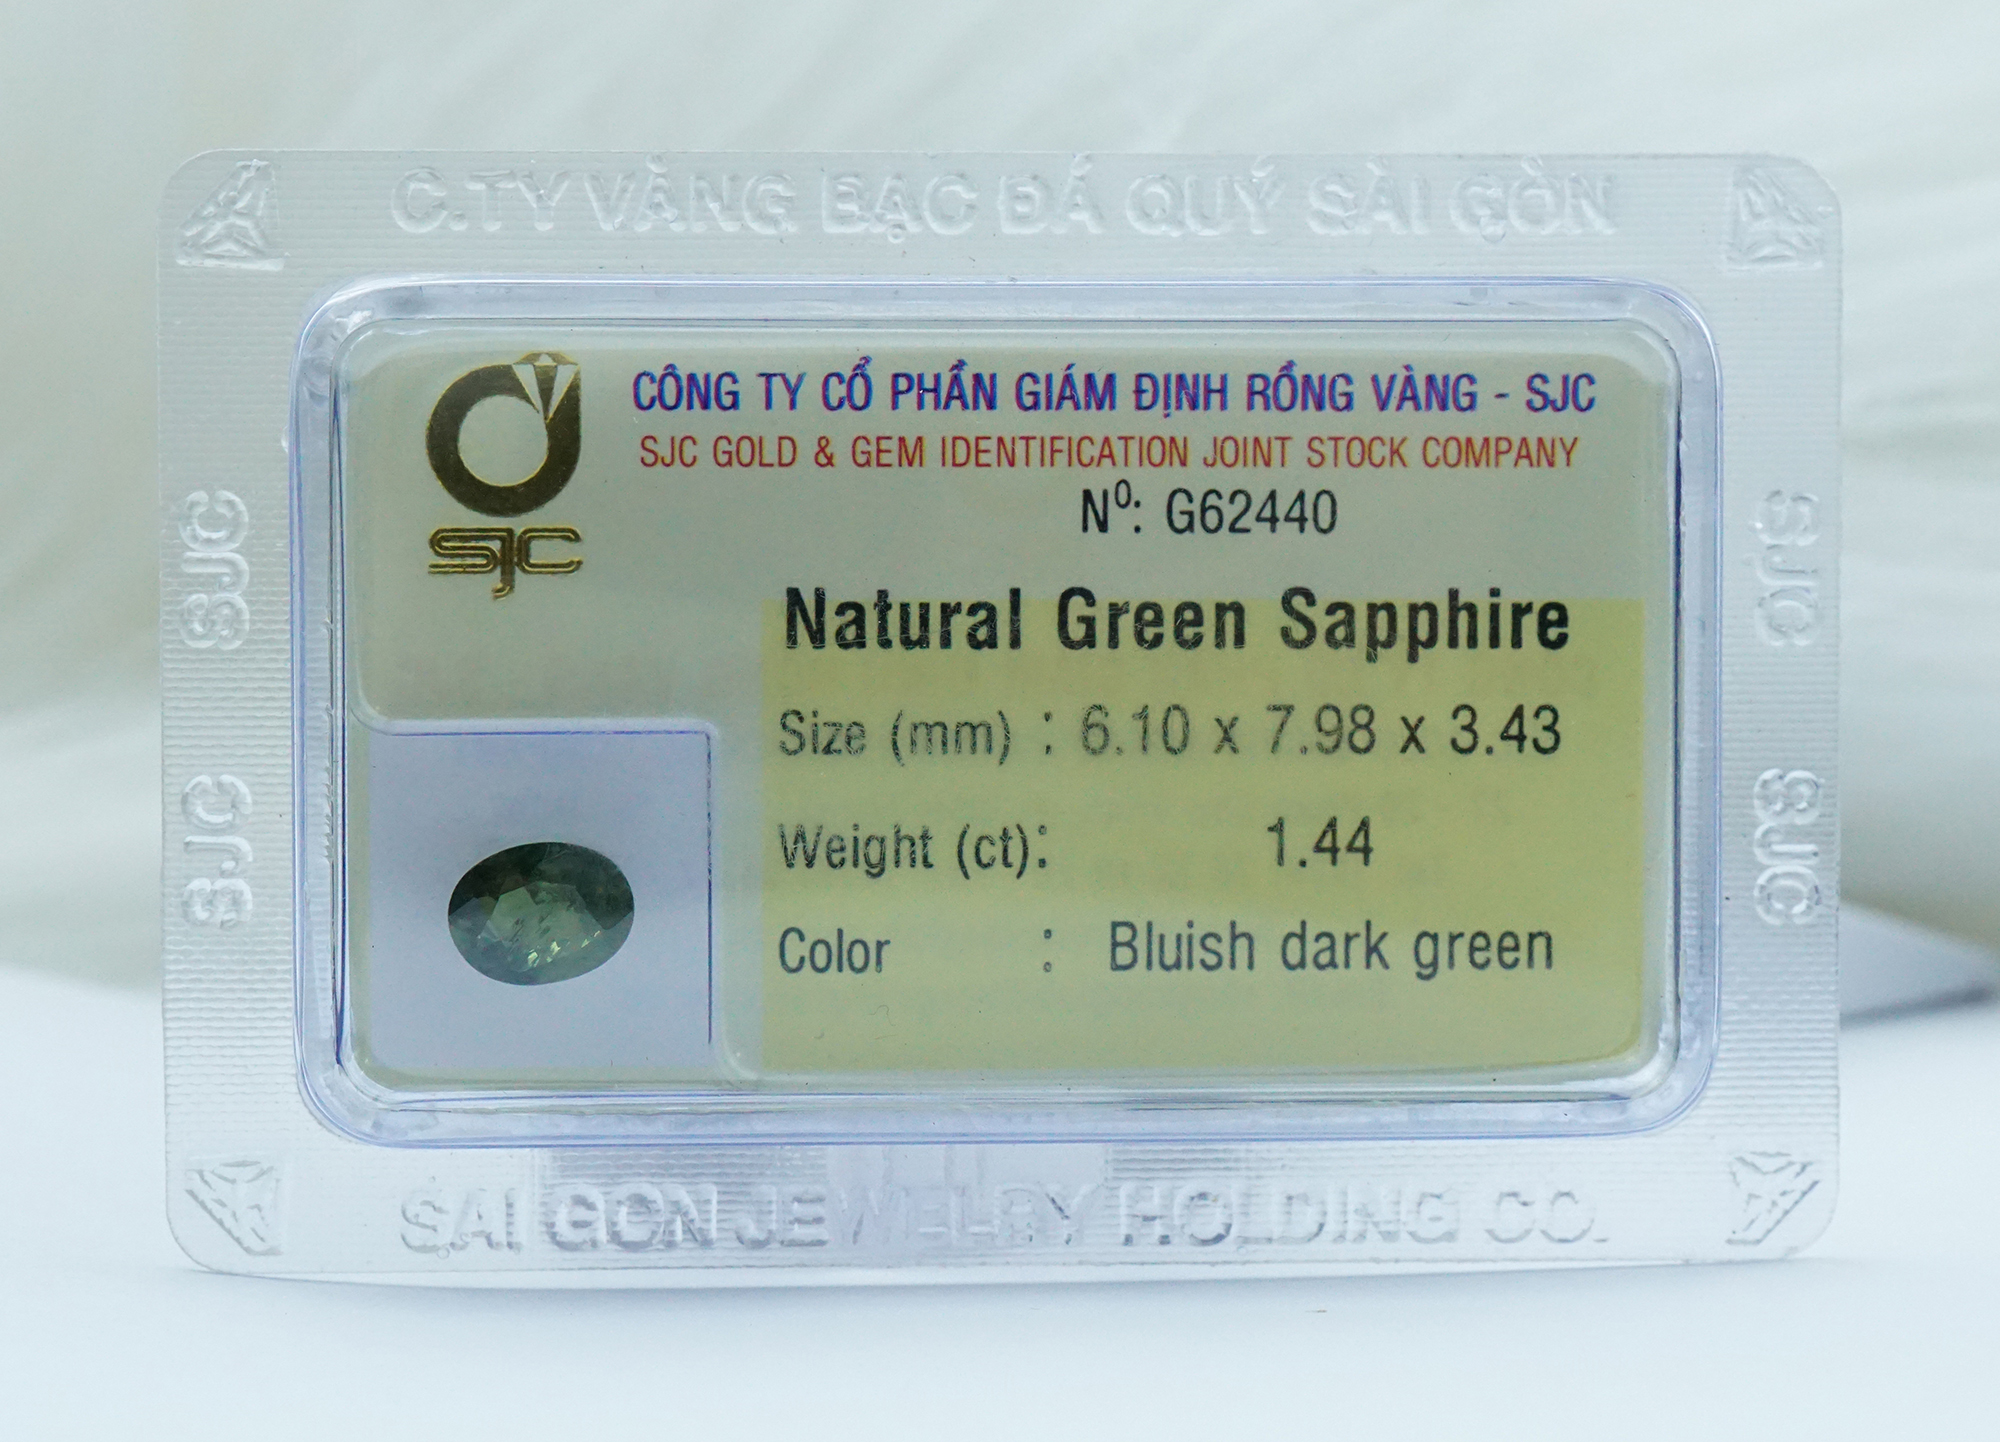 C.TY VÀNG BẠC ĐÁ QUÝ SÀI GÒN
CÔNG TY CỔ PHẦN GIÁM ĐỊNH RỒNG VÀNG - SJC
SJC GOLD & GEM IDENTIFICATION JOINT STOCK COMPANY
Nº: G62440
SJC
Natural Green Sapphire
Size (mm) : 6.10 x 7.98 x 3.43
Weight (ct): 1.44
Color : Bluish dark green
SJC
SJC
SJC
SJC
SAI GON JEWELRY HOLDING CO.